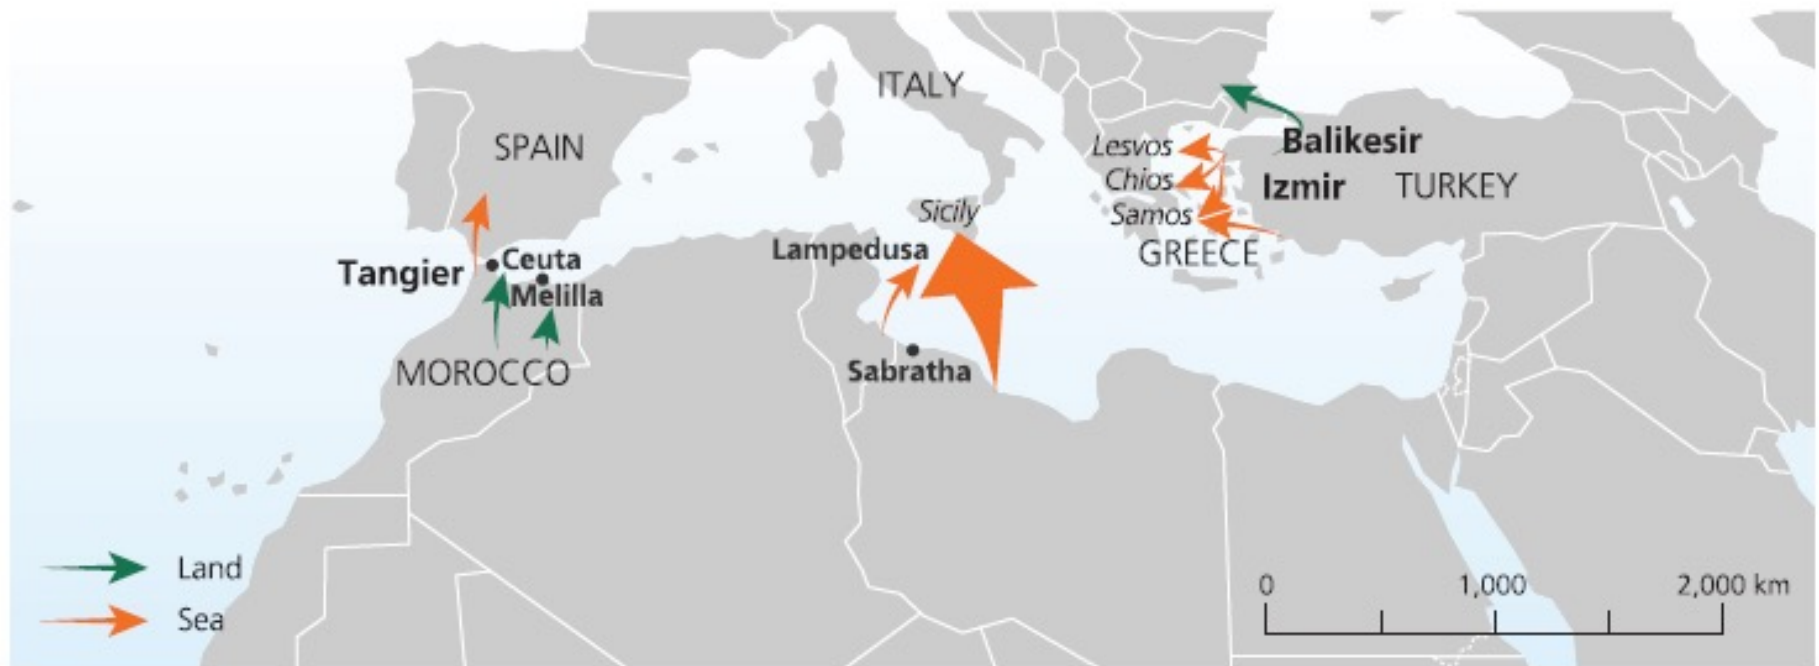 ITALY
SPAIN
Lesvos
Balikesir
Chios
Izmir
TURKEY
Sicily
Samos
Lampedusa
GREECE
Tangier
Ceuta
Melilla
MOROCCO
Sabratha
Land
Sea
0 1,000 2,000 km